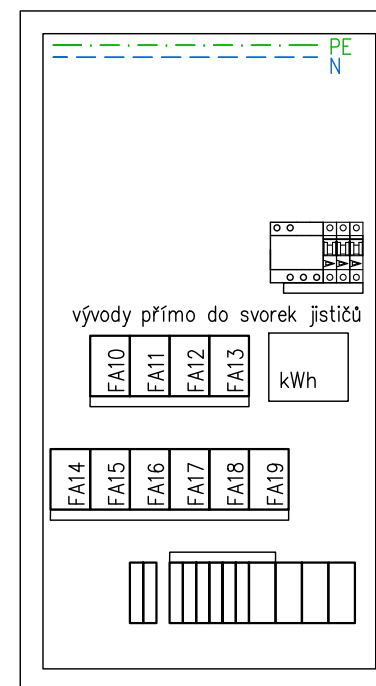 PE
N
vývody přímo do svorek jističů
FA10 FA11 FA12 FA13
kWh
FA14 FA15 FA16 FA17 FA18 FA19